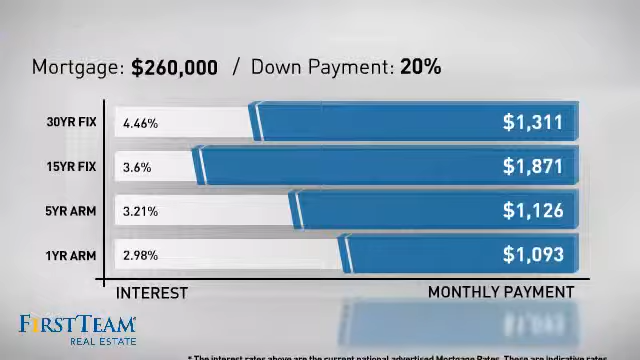 Mortgage: $260,000 / Down Payment: 20%
30YR FIX 4.46% $1,311
15YR FIX 3.6% $1,871
5YR ARM 3.21% $1,126
1YR ARM 2.98% $1,093
INTEREST MONTHLY PAYMENT
FIRSTTEAM®
REAL ESTATE
* The interest rates above are the current national advertised Mortgage Rates. These are indicative rates